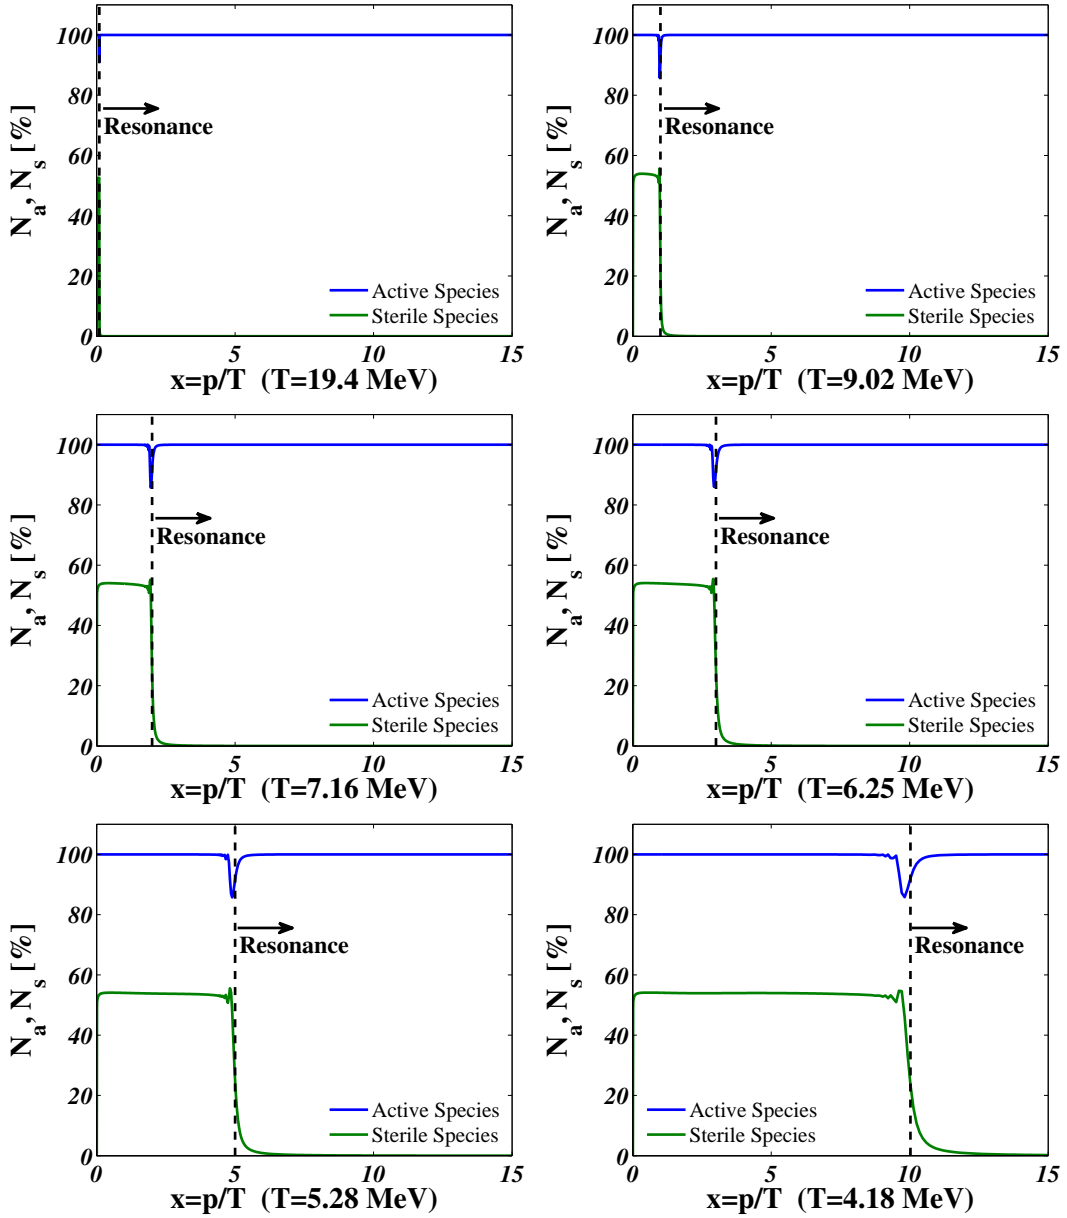 N_a, N_s [%]
100
80
60
40
20
0
Resonance
Active Species
Sterile Species
0 5 10 15
x=p/T (T=19.4 MeV)
N_a, N_s [%]
100
80
60
40
20
0
Resonance
Active Species
Sterile Species
0 5 10 15
x=p/T (T=9.02 MeV)
N_a, N_s [%]
100
80
60
40
20
0
Resonance
Active Species
Sterile Species
0 5 10 15
x=p/T (T=7.16 MeV)
N_a, N_s [%]
100
80
60
40
20
0
Resonance
Active Species
Sterile Species
0 5 10 15
x=p/T (T=6.25 MeV)
N_a, N_s [%]
100
80
60
40
20
0
Resonance
Active Species
Sterile Species
0 5 10 15
x=p/T (T=5.28 MeV)
N_a, N_s [%]
100
80
60
40
20
0
Resonance
Active Species
Sterile Species
0 5 10 15
x=p/T (T=4.18 MeV)